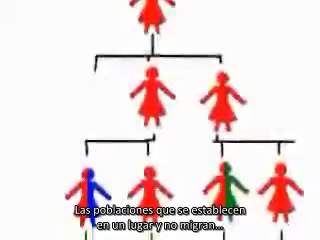 Las poblaciones que se establecen
en un lugar y no migran...